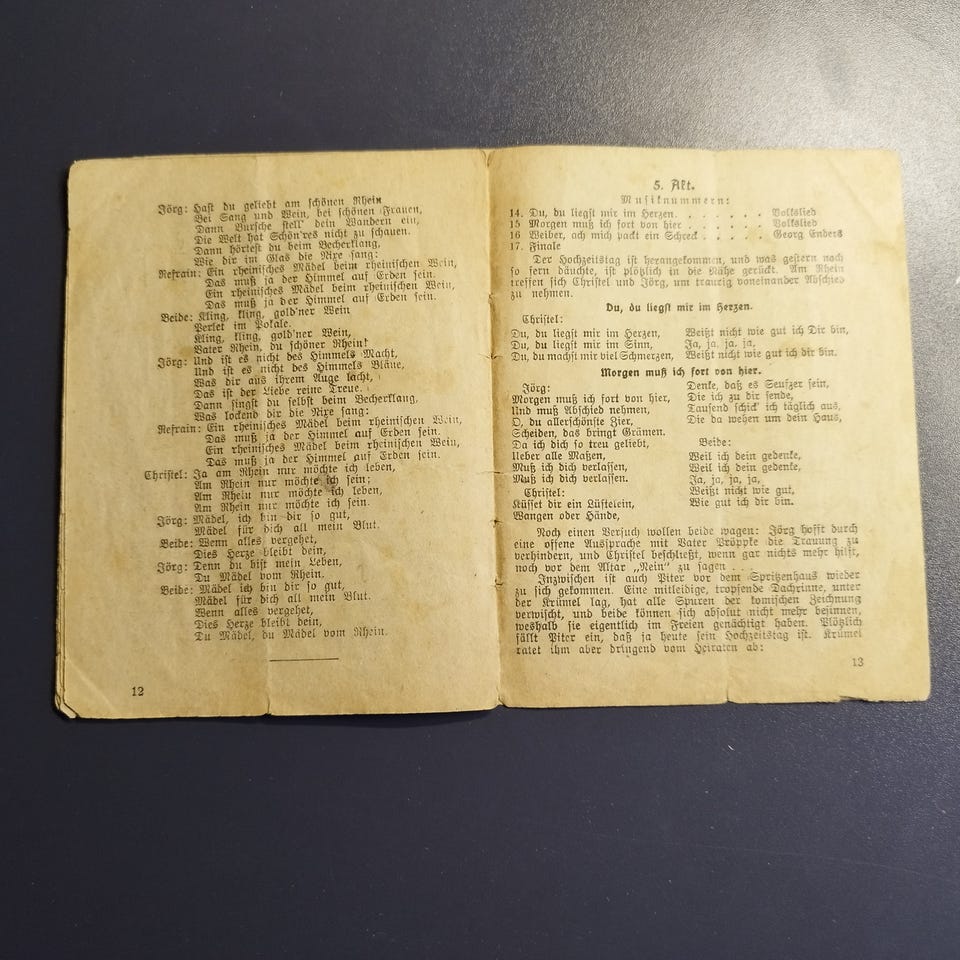 Jörg: Hast du geliebt am schönen Rhein
Bei Sang und Wein, bei schönen Frauen,
Dann Bursche stell' dein Wandern ein,
Die Welt hat Schön'res nicht zu schauen.
Dann hörtest du beim Becherklang,
Wie dir im Glas die Nixe sang:
Refrain: Ein rheinisches Mädel beim rheinischen Wein,
Das muß ja der Himmel auf Erden sein.
Ein rheinisches Mädel beim rheinischen Wein,
Das muß ja der Himmel auf Erden sein.
Beide: Kling, kling, gold'ner Wein
Perlet im Pokale.
Kling, kling, gold'ner Wein,
Vater Rhein, du schöner Rhein!
Jörg: Und ist es nicht des Himmels Macht,
Und ist es nicht des Himmels Bläue,
Was dir aus ihrem Auge lacht,
Das ist der Liebe reine Treue.
Dann singst du selbst beim Becherklang,
Was lockend dir die Nixe sang:
Refrain: Ein rheinisches Mädel beim rheinischen Wein,
Das muß ja der Himmel auf Erden sein.
Ein rheinisches Mädel beim rheinischen Wein,
Das muß ja der Himmel auf Erden sein.
Christel: Ja am Rhein nur möchte ich leben,
Am Rhein nur möchte ich sein;
Am Rhein nur möchte ich leben,
Am Rhein nur möchte ich sein.
Jörg: Mädel, ich bin dir so gut,
Mädel für dich all mein Blut.
Beide: Wenn alles vergehet,
Dies Herze bleibt dein,
Jörg: Denn du bist mein Leben,
Du Mädel vom Rhein.
Beide: Mädel ich bin dir so gut,
Mädel für dich all mein Blut.
Wenn alles vergehet,
Dies Herze bleibt dein,
Du Mädel, du Mädel vom Rhein.
12
5. Akt.
Musiknummern:
14. Du, du liegst mir im Herzen. . . . . . . Volkslied
15 Morgen muß ich fort von hier . . . . . . Volkslied
16 Weiber, ach mich packt ein Schreck . . . . . Georg Enders
17. Finale
Der Hochzeitstag ist herangekommen, und was gestern noch
so fern däuchte, ist plötzlich in die Nähe gerückt. Am Rhein
treffen sich Christel und Jörg, um traurig voneinander Abschied
zu nehmen.
Du, du liegst mir im Herzen.
Christel:
Du, du liegst mir im Herzen,
Du, du liegst mir im Sinn,
Du, du machst mir viel Schmerzen,
Weißt nicht wie gut ich Dir bin,
Ja, ja, ja, ja,
Weißt nicht wie gut ich dir bin.
Morgen muß ich fort von hier.
Jörg:
Morgen muß ich fort von hier,
Und muß Abschied nehmen,
O, du allerschönste Zier,
Scheiden, das bringt Grämen.
Da ich dich so treu geliebt,
Ueber alle Maßen,
Muß ich dich verlassen,
Muß ich dich verlassen.
Christel:
Küsset dir ein Lüftelein,
Wangen oder Hände,
Denke, daß es Seufzer sein,
Die ich zu dir sende,
Tausend schick' ich täglich aus,
Die da wehen um dein Haus,
Beide:
Weil ich dein gedenke,
Weil ich dein gedenke,
Ja, ja, ja, ja,
Weißt nicht wie gut,
Wie gut ich dir bin.
Noch einen Versuch wollen beide wagen: Jörg hofft durch
eine offene Aussprache mit Vater Pröppke die Trauung zu
verhindern, und Christel beschließt, wenn gar nichts mehr hilft,
noch vor dem Altar „Nein" zu sagen . . .
Inzwischen ist auch Piter vor dem Spritzenhaus wieder
zu sich gekommen. Eine mitleidige, tropfende Dachrinne, unter
der Krümel lag, hat alle Spuren der komischen Zeichnung
verwischt, und beide können sich absolut nicht mehr besinnen,
weshalb sie eigentlich im Freien genächtigt haben. Plötzlich
fällt Piter ein, daß ja heute sein Hochzeitstag ist. Krümel
ratet ihm aber dringend vom Heiraten ab:
13